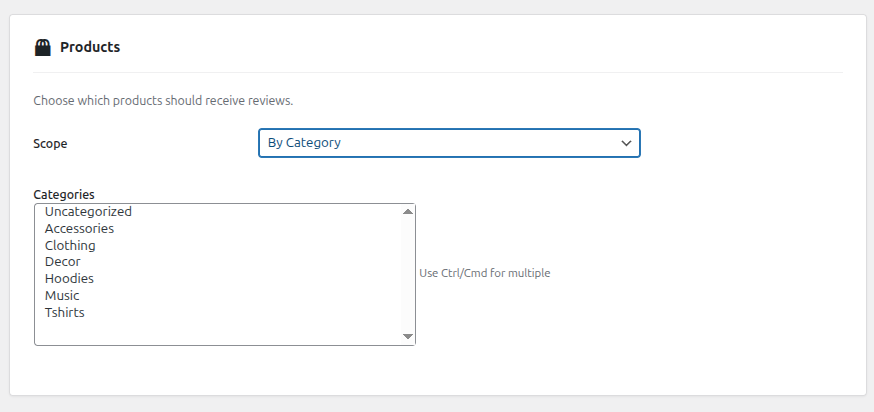 Products
Choose which products should receive reviews.
Scope
By Category
Categories
Uncategorized
Accessories
Clothing
Decor
Hoodies
Music
Tshirts
Use Ctrl/Cmd for multiple